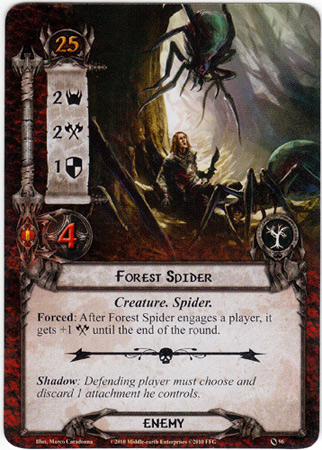 25
2
2
1
4
Forest Spider
Creature. Spider.
Forced: After Forest Spider engages a player, it
gets +1 until the end of the round.
Shadow: Defending player must choose and
discard 1 attachment he controls.
ENEMY
Illus. Marco Caradonna ©2010 Middle-earth Enterprises ©2010 FFG 96